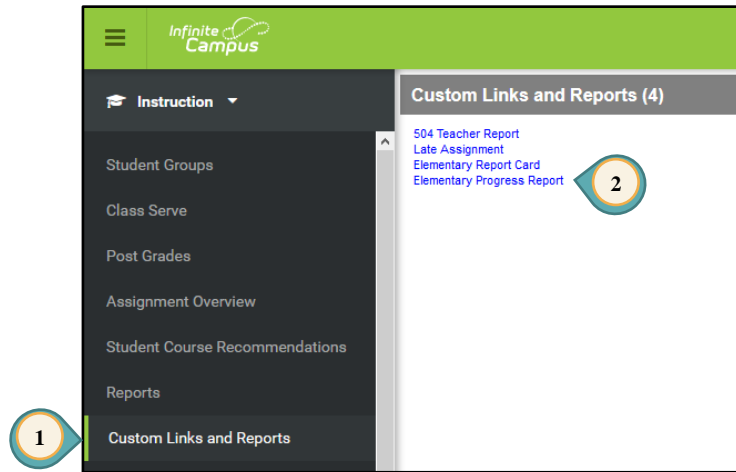 Infinite
Campus
Instruction
Custom Links and Reports (4)
504 Teacher Report
Late Assignment
Elementary Report Card
Elementary Progress Report
2
Student Groups
Class Serve
Post Grades
Assignment Overview
Student Course Recommendations
Reports
1
Custom Links and Reports